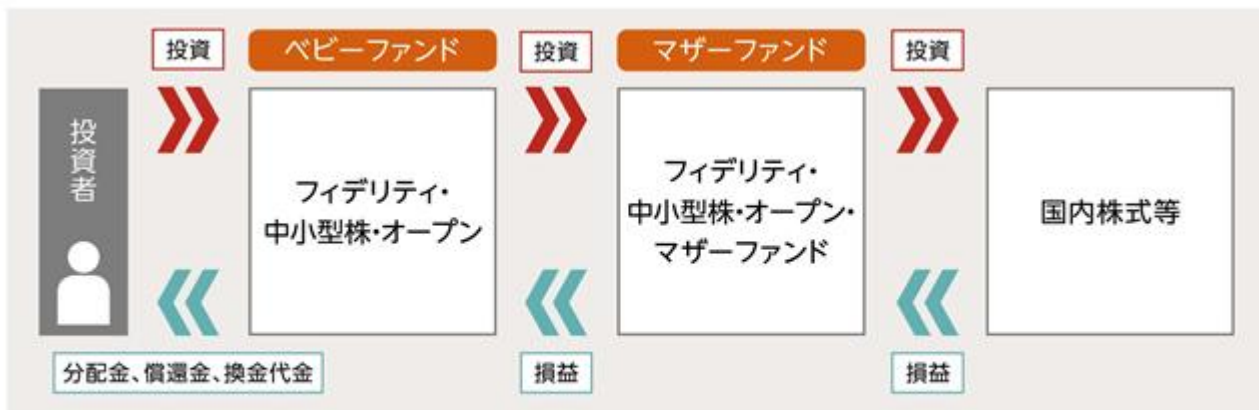 投資
ベビーファンド
投資
マザーファンド
投資
投資者
フィデリティ・
中小型株・オープン
フィデリティ・
中小型株・オープン・
マザーファンド
国内株式等
分配金、償還金、換金代金
損益
損益